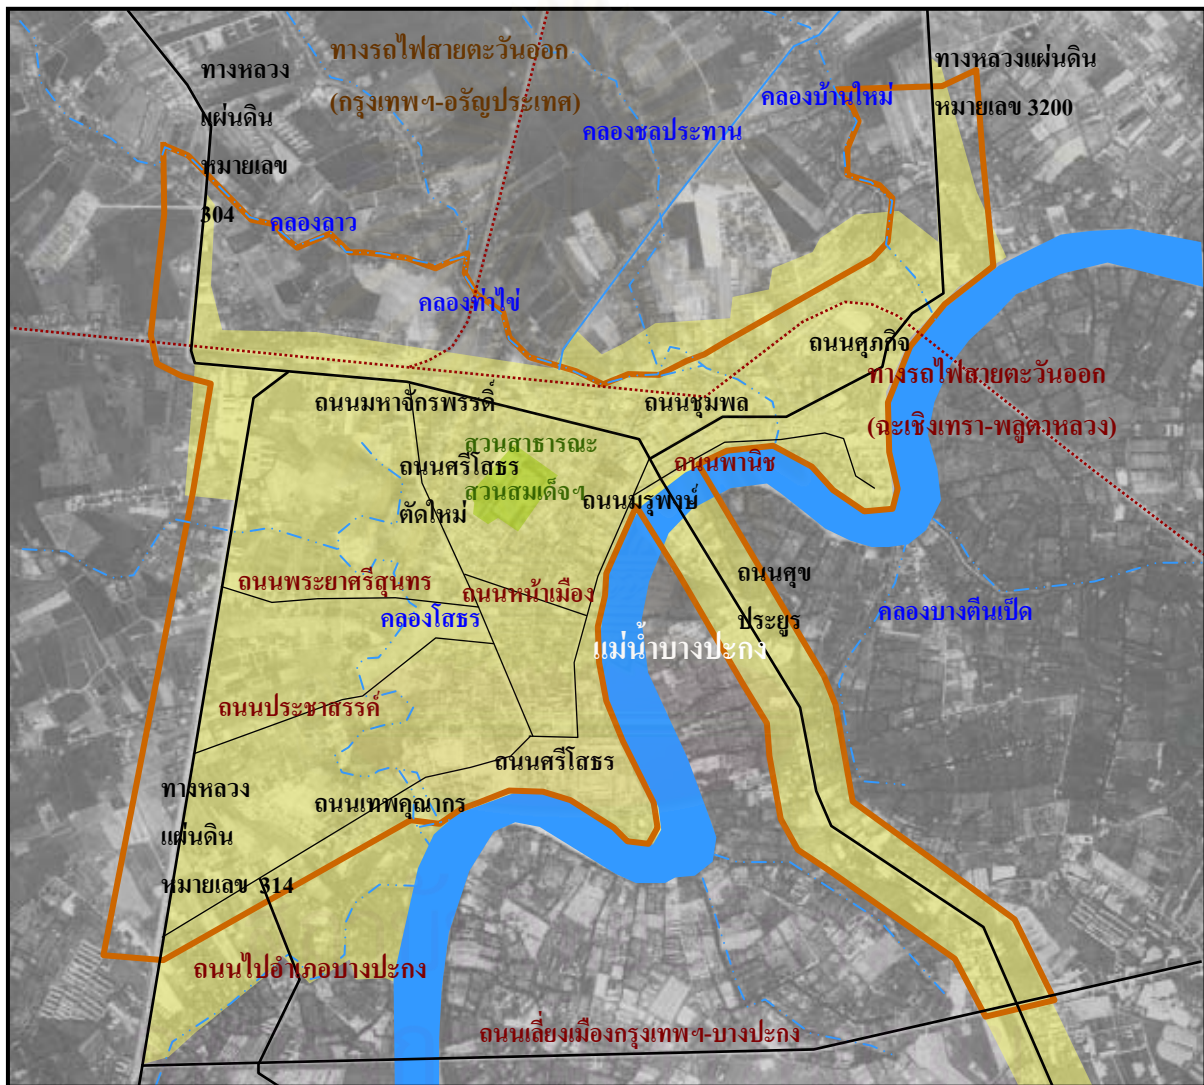 ทางรถไฟสายตะวันออก
(กรุงเทพฯ-อรัญประเทศ)
ทางหลวง
แผ่นดิน
หมายเลข
304
ทางหลวงแผ่นดิน
หมายเลข 3200
คลองบ้านใหม่
คลองชลประทาน
คลองลาว
คลองท่าไข่
ถนนศุภกิจ
ทางรถไฟสายตะวันออก
(ฉะเชิงเทรา-พลูตาหลวง)
ถนนมหาจักรพรรดิ์
ถนนชุมพล
สวนสาธารณะ
สวนสมเด็จฯ
ถนนศรีโสธร
ตัดใหม่
ถนนพานิช
ถนนมรุพงษ์
ถนนศุข
ประยูร
ถนนพระยาศรีสุนทร
ถนนหน้าเมือง
คลองโสธร
คลองบางตีนเป็ด
แม่น้ำบางปะกง
ถนนประชาสรรค์
ถนนศรีโสธร
ถนนเทพคุณากร
ทางหลวง
แผ่นดิน
หมายเลข 314
ถนนไปอำเภอบางปะกง
ถนนเลี่ยงเมืองกรุงเทพฯ-บางปะกง